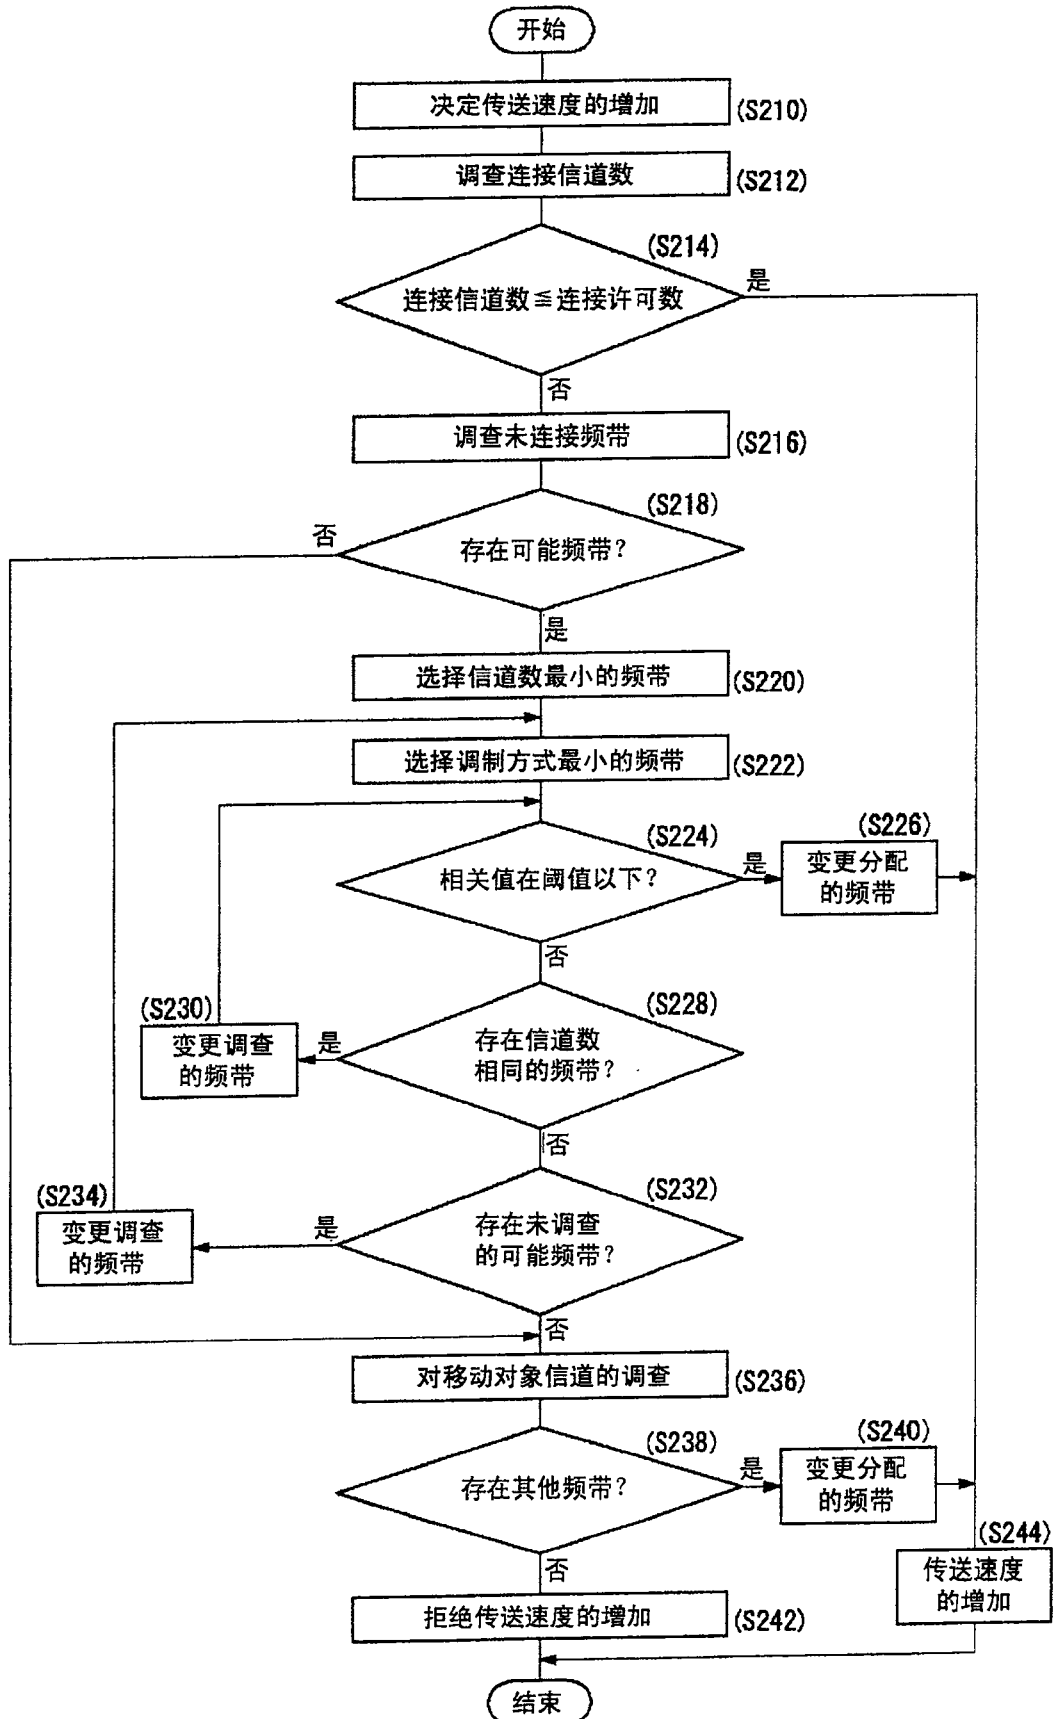 开始
决定传送速度的增加
(S210)
调查连接信道数
(S212)
(S214)
连接信道数≦连接许可数
是
否
调查未连接频带
(S216)
(S218)
存在可能频带？
否
是
选择信道数最小的频带
(S220)
选择调制方式最小的频带
(S222)
(S224)
相关值在阈值以下？
是
(S226)
变更分配
的频带
否
(S228)
存在信道数
相同的频带？
是
(S230)
变更调查
的频带
否
(S232)
存在未调查
的可能频带？
是
(S234)
变更调查
的频带
否
对移动对象信道的调查
(S236)
(S238)
存在其他频带？
是
(S240)
变更分配
的频带
否
(S244)
传送速度
的增加
拒绝传送速度的增加
(S242)
结束